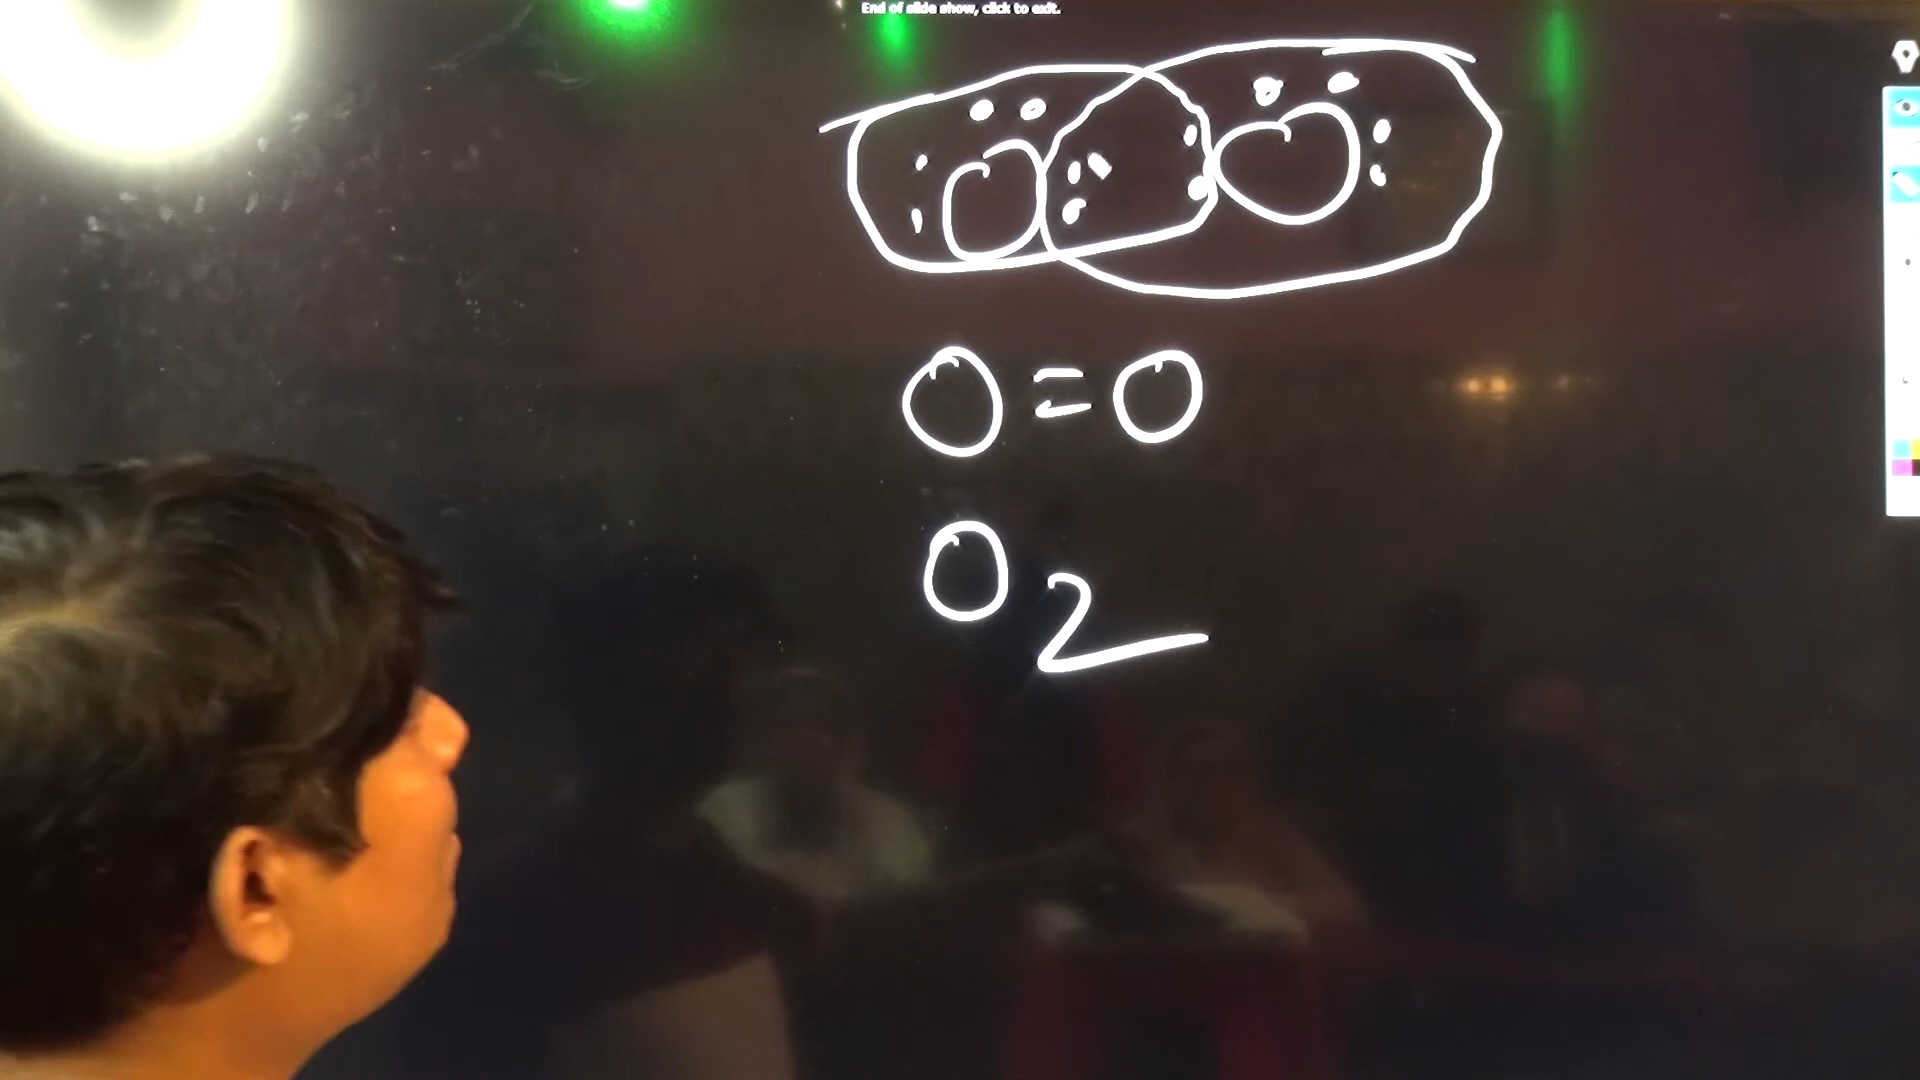 End of slide show, click to exit.
O O
O = O
O2